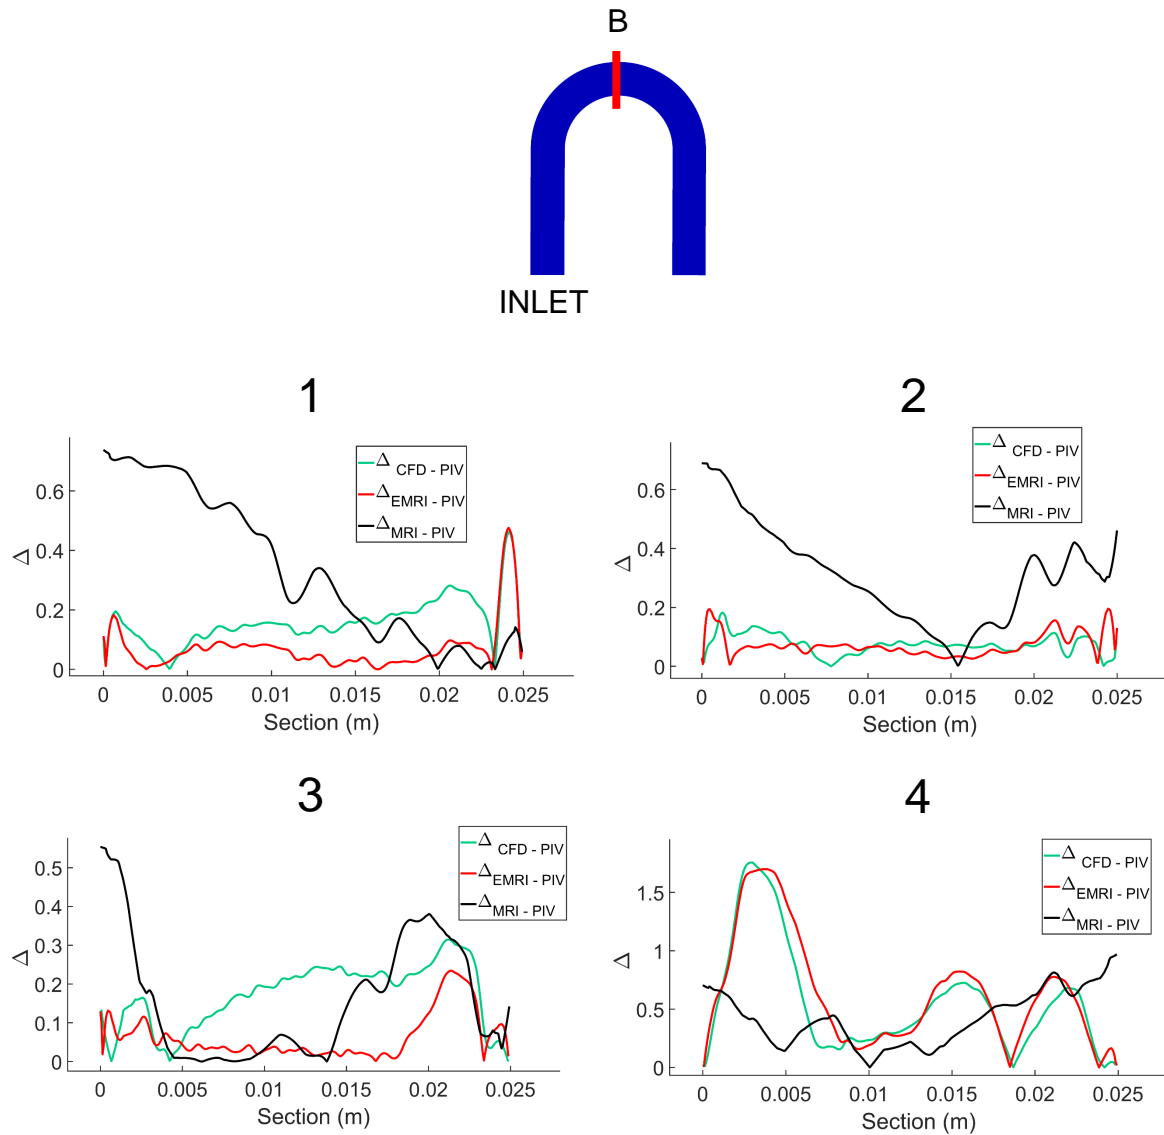 B
INLET
1
Δ CFD - PIV
Δ EMRI - PIV
Δ MRI - PIV
0.6
0.4
0.2
0
Δ
0 0.005 0.01 0.015 0.02 0.025
Section (m)
2
Δ CFD - PIV
Δ EMRI - PIV
Δ MRI - PIV
0.6
0.4
0.2
0
Δ
0 0.005 0.01 0.015 0.02 0.025
Section (m)
3
Δ CFD - PIV
Δ EMRI - PIV
Δ MRI - PIV
0.5
0.4
0.3
0.2
0.1
0
Δ
0 0.005 0.01 0.015 0.02 0.025
Section (m)
4
Δ CFD - PIV
Δ EMRI - PIV
Δ MRI - PIV
1.5
1
0.5
0
Δ
0 0.005 0.01 0.015 0.02 0.025
Section (m)